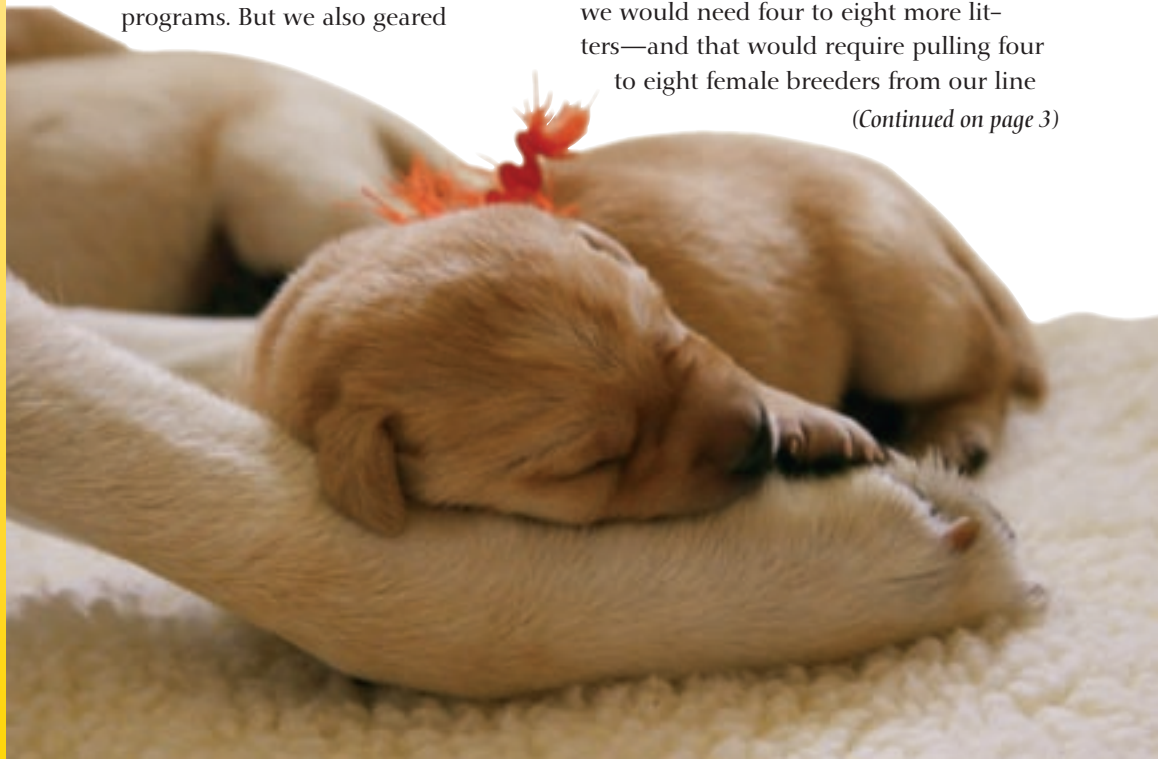 programs. But we also geared
we would need four to eight more lit–
ters—and that would require pulling four
to eight female breeders from our line
(Continued on page 3)